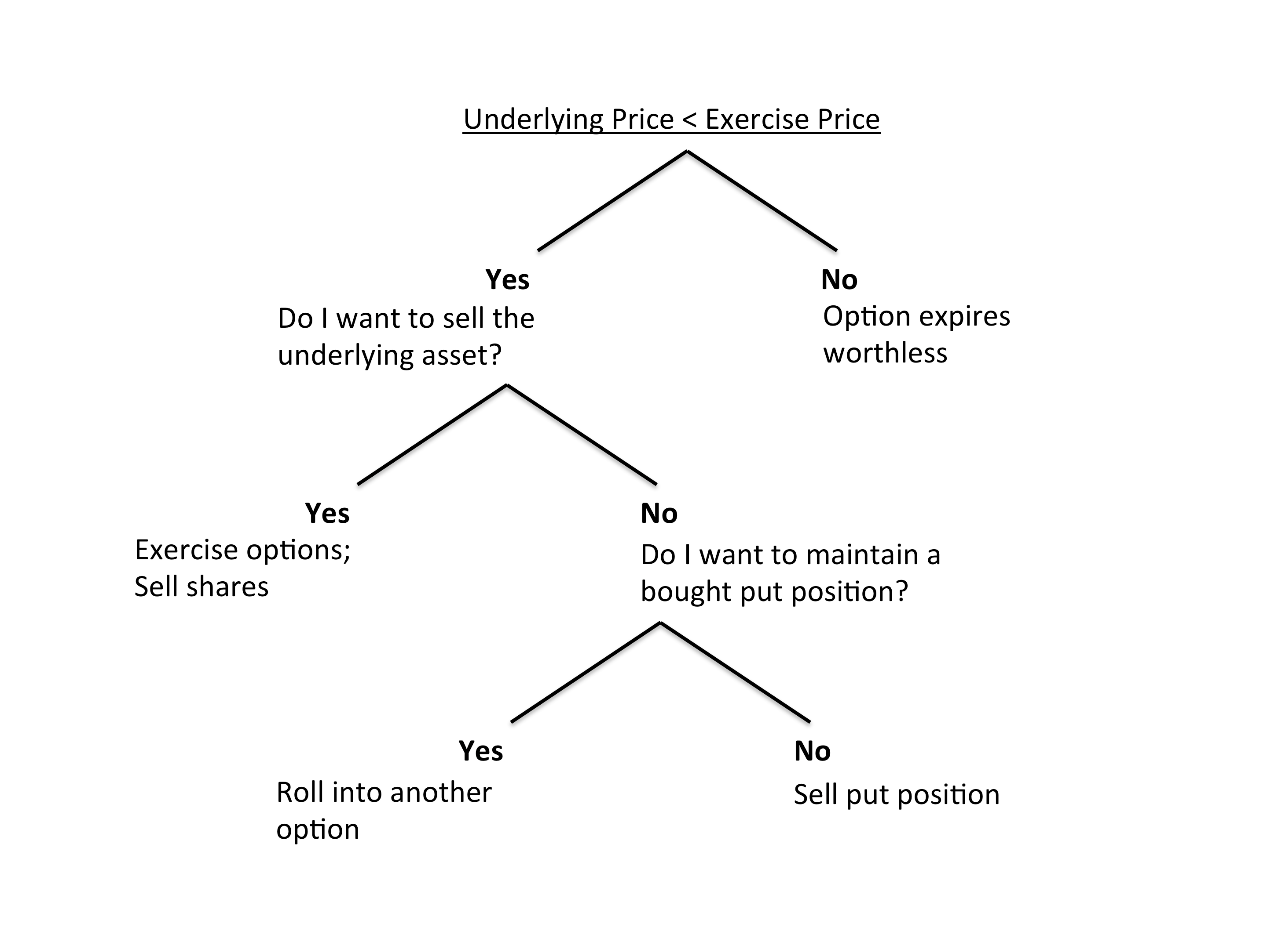 Underlying Price < Exercise Price
Yes
No
Do I want to sell the
underlying asset?
Option expires
worthless
Yes
No
Exercise options;
Sell shares
Do I want to maintain a
bought put position?
Yes
No
Roll into another
option
Sell put position